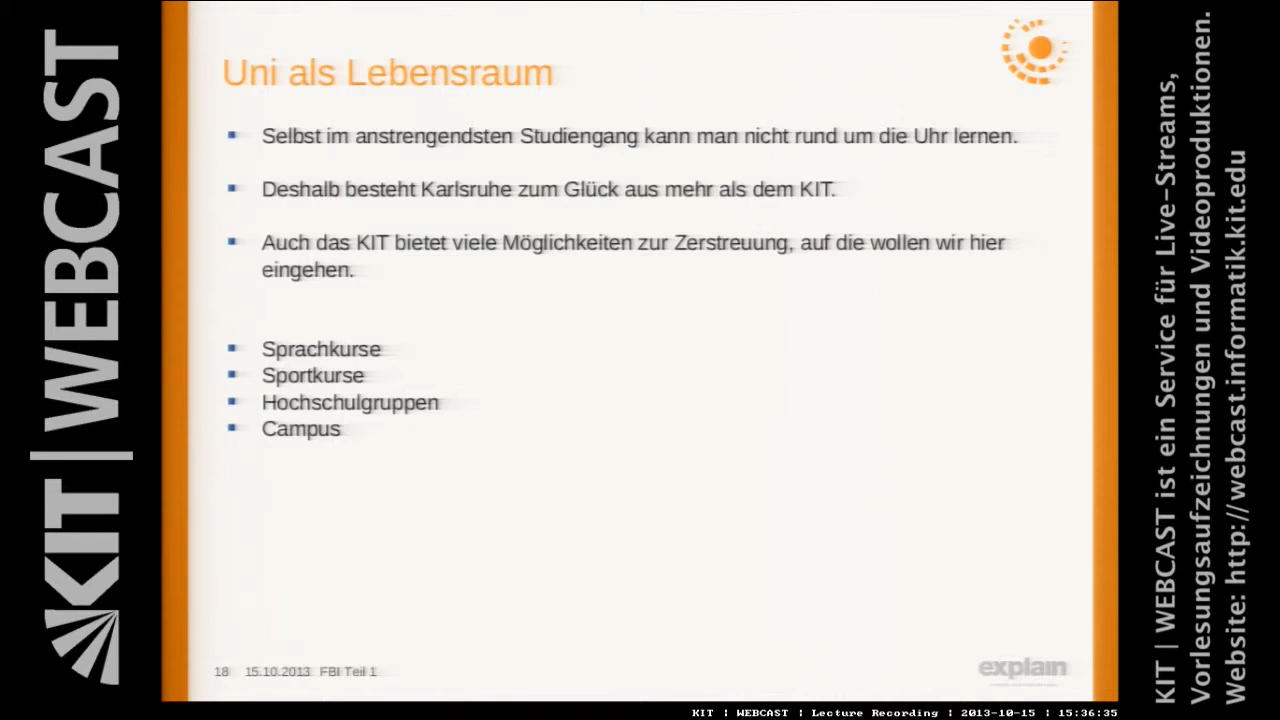 KIT | WEBCAST
Uni als Lebensraum
Selbst im anstrengendsten Studiengang kann man nicht rund um die Uhr lernen.
Deshalb besteht Karlsruhe zum Glück aus mehr als dem KIT.
Auch das KIT bietet viele Möglichkeiten zur Zerstreuung, auf die wollen wir hier
eingehen.
Sprachkurse
Sportkurse
Hochschulgruppen
Campus
18 15.10.2013 FBI Teil 1
explain
KIT | WEBCAST ist ein Service für Live-Streams,
Vorlesungsaufzeichnungen und Videoproduktionen.
Website: http://webcast.informatik.kit.edu
KIT | WEBCAST | Lecture Recording | 2013-10-15 | 15:36:35